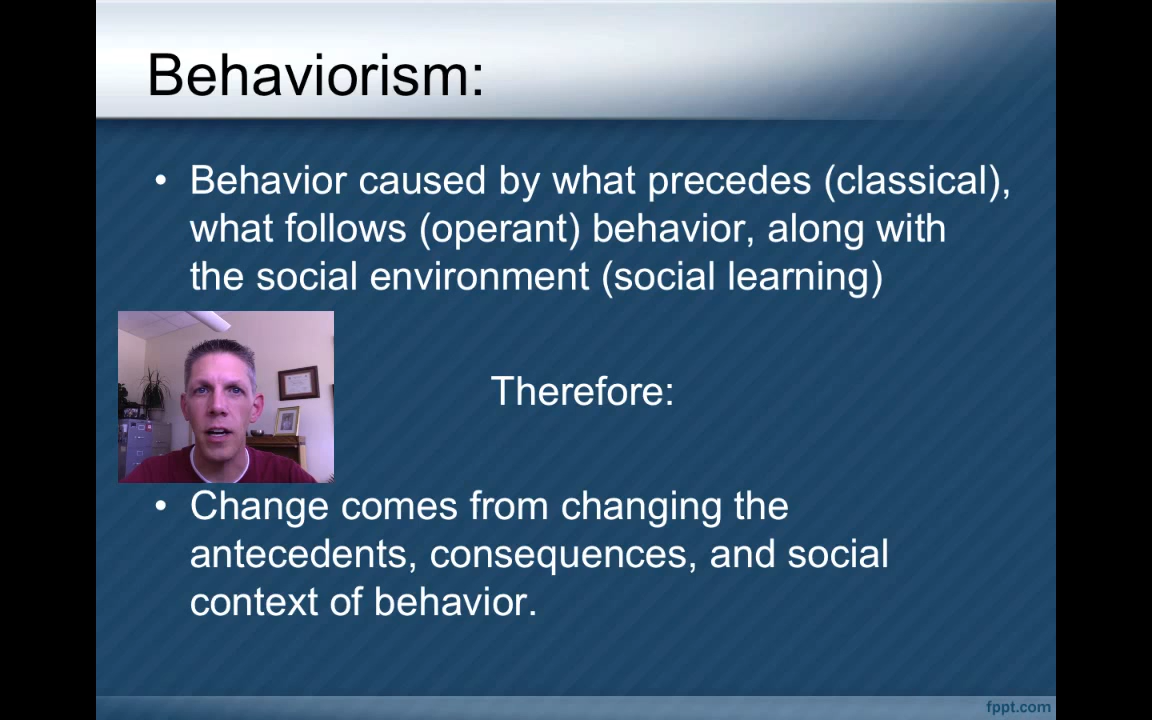 Behaviorism:
• Behavior caused by what precedes (classical),
what follows (operant) behavior, along with
the social environment (social learning)
Therefore:
• Change comes from changing the
antecedents, consequences, and social
context of behavior.
fppt.com